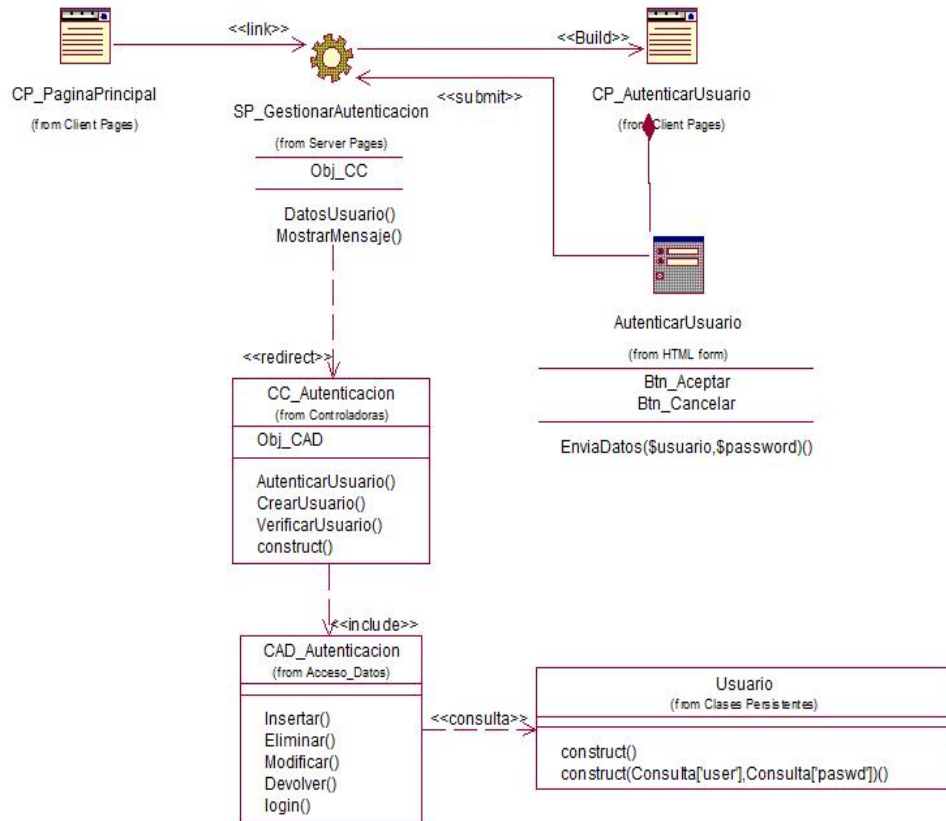 <<link>>
<<Build>>
CP_PaginaPrincipal
(from Client Pages)
<<submit>>
SP_GestionarAutenticacion
(from Server Pages)
Obj_CC
DatosUsuario()
MostrarMensaje()
CP_AutenticarUsuario
(from Client Pages)
AutenticarUsuario
(from HTML form)
Btn_Aceptar
Btn_Cancelar
EnviaDatos($usuario,$password)()
<<redirect>>
CC_Autenticacion
(from Controladoras)
Obj_CAD
AutenticarUsuario()
CrearUsuario()
VerificarUsuario()
construct()
<<include>>
CAD_Autenticacion
(from Acceso_Datos)
Insertar()
Eliminar()
Modificar()
Devolver()
login()
<<consulta>>
Usuario
(from Clases Persistentes)
construct()
construct(Consulta['user'],Consulta['paswd'])()